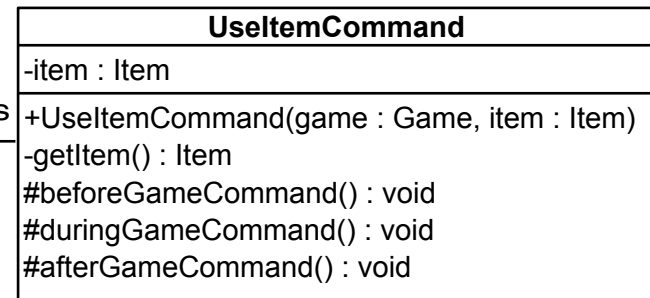 UseItemCommand
-item : Item
s
+UseItemCommand(game : Game, item : Item)
-getItem() : Item
#beforeGameCommand() : void
#duringGameCommand() : void
#afterGameCommand() : void